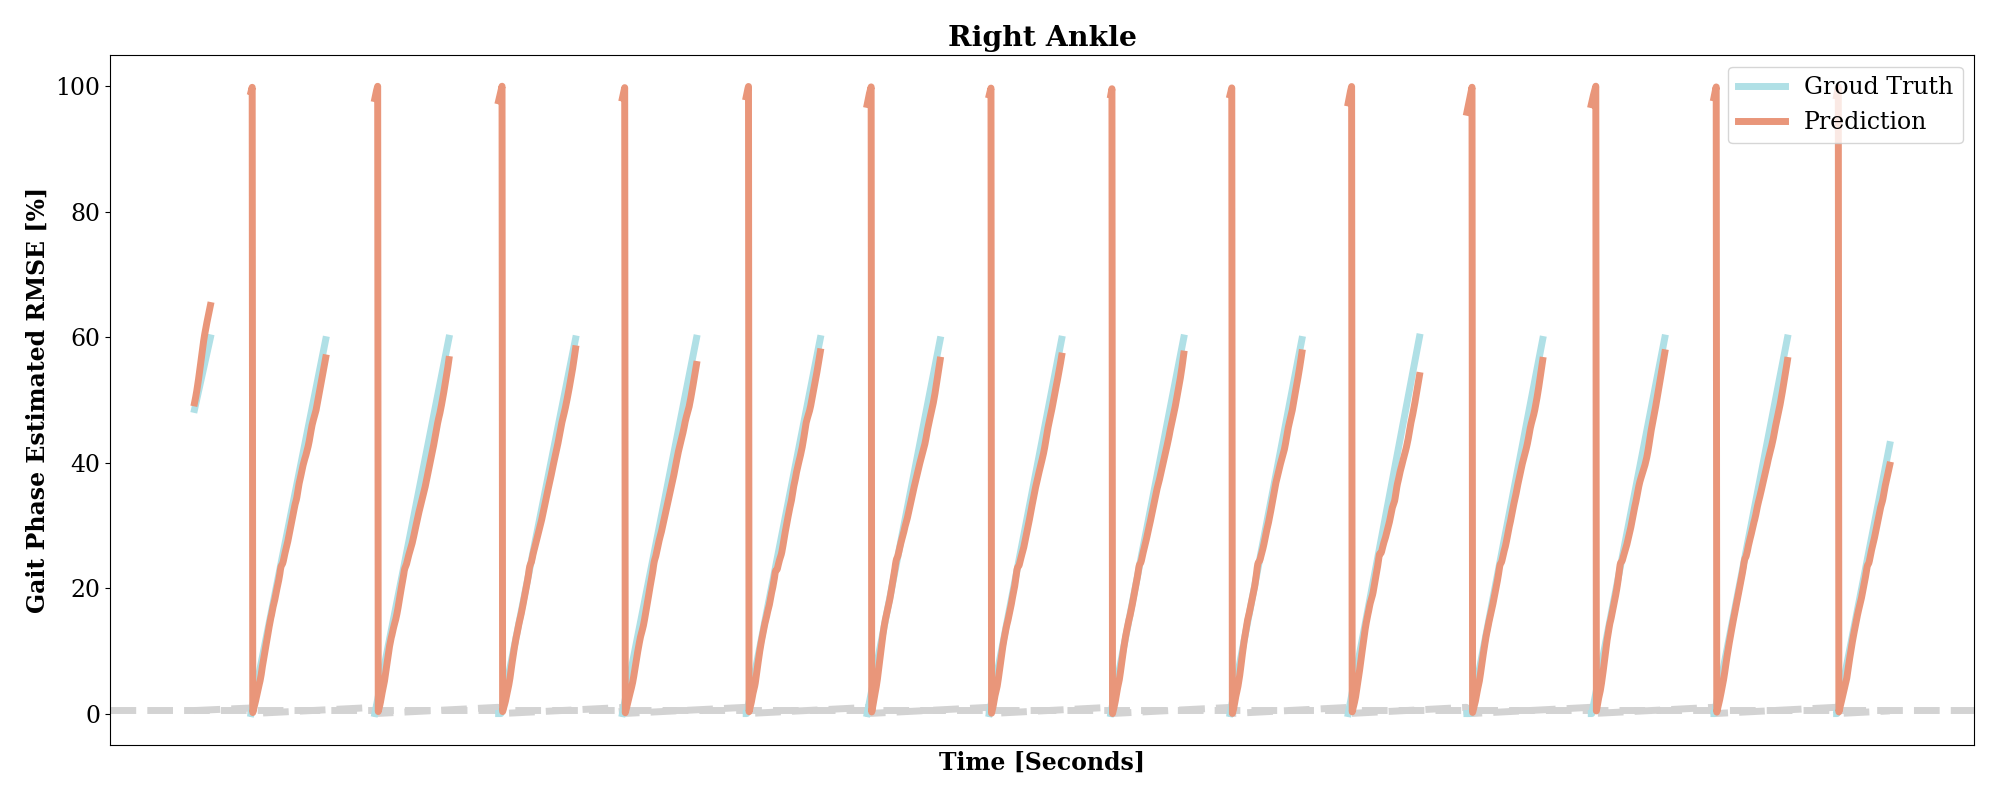 Right Ankle
Gait Phase Estimated RMSE [%]
100
80
60
40
20
0
Groud Truth
Prediction
Time [Seconds]